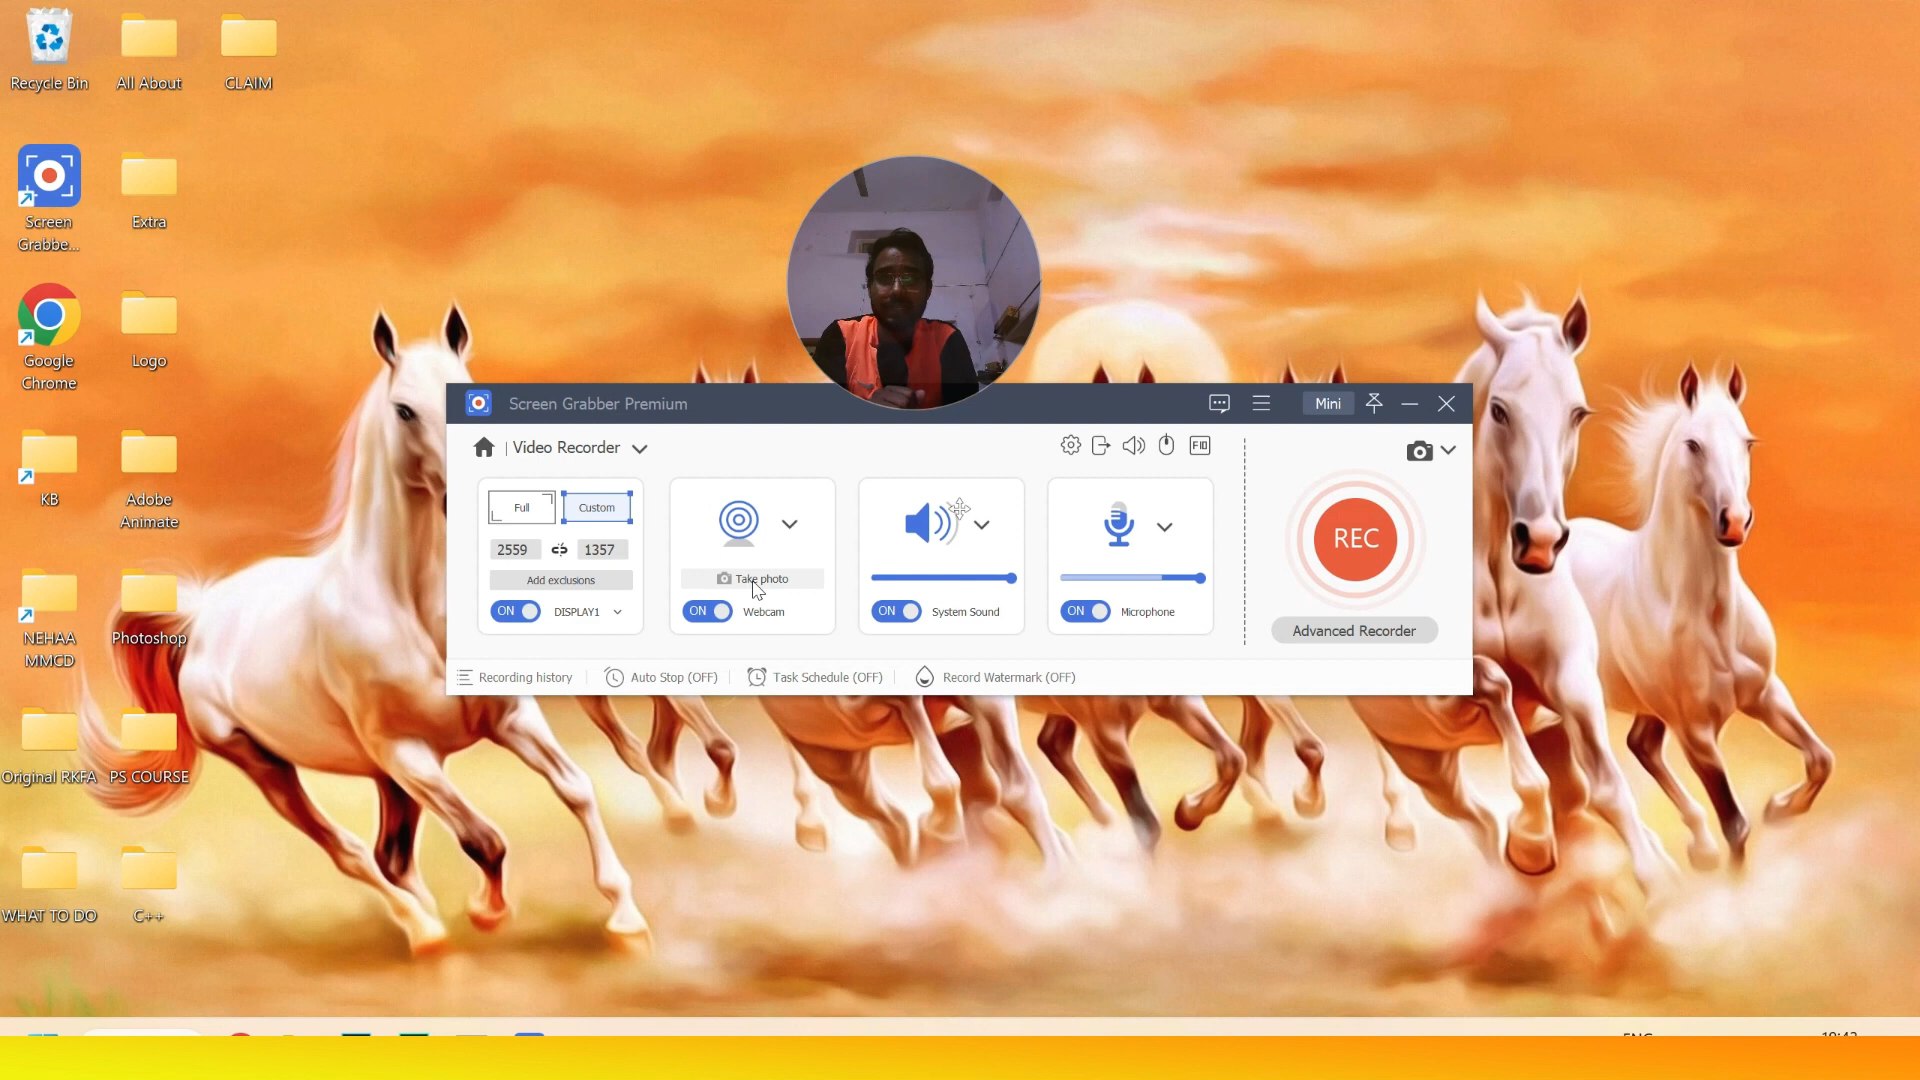 Recycle Bin
All About
CLAIM
Screen
Grabbe...
Extra
Google
Chrome
Logo
KB
Adobe
Animate
NEHAA
MMCD
Photoshop
Original RKFA
PS COURSE
WHAT TO DO
C++
Screen Grabber Premium
Mini
| Video Recorder
F10
Full
Custom
2559
1357
Add exclusions
ON
DISPLAY1
Take photo
ON
Webcam
ON
System Sound
ON
Microphone
REC
Advanced Recorder
Recording history
Auto Stop (OFF)
Task Schedule (OFF)
Record Watermark (OFF)